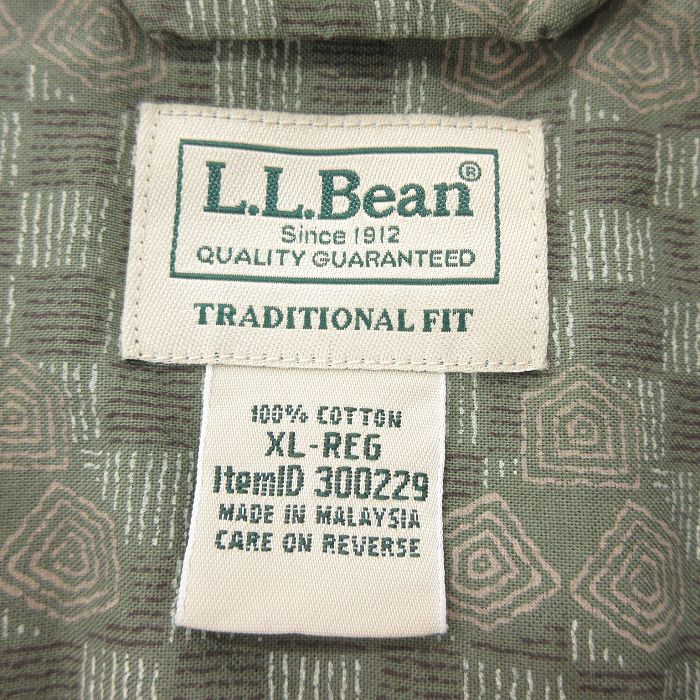 L.L.Bean®
Since 1912
QUALITY GUARANTEED
TRADITIONAL FIT
100% COTTON
XL-REG
ItemID 300229
MADE IN MALAYSIA
CARE ON REVERSE